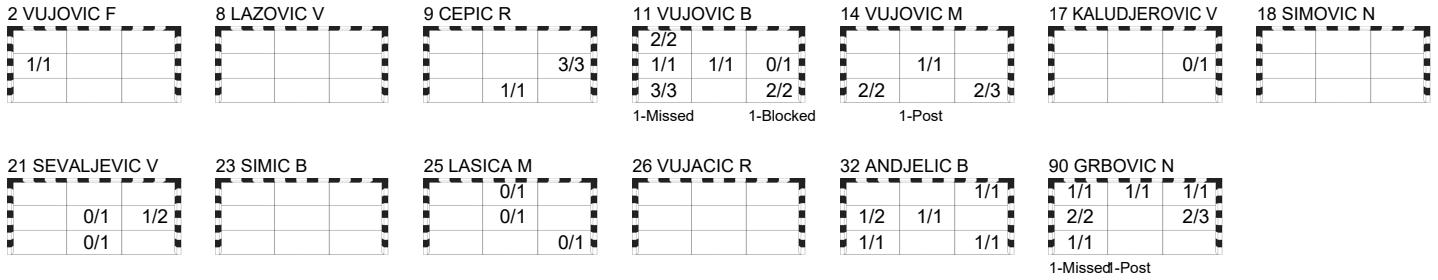 2 VUJOVIC F 8 LAZOVIC V 9 CEPIC R 11 VUJOVIC B 14 VUJOVIC M 17 KALUDJEROVIC V 18 SIMOVIC N
2/2
1/1 3/3 1/1 1/1 0/1 1/1 0/1
1/1 3/3 2/2 2/2 2/3
1-Missed 1-Blocked 1-Post
21 SEVALJEVIC V 23 SIMIC B 25 LASICA M 26 VUJACIC R 32 ANDJELIC B 90 GRBOVIC N
0/1 1/1 1/1 1/1 1/1
0/1 1/2 0/1 1/2 1/1 2/2 2/3
0/1 0/1 1/1 1/1 1/1
1-Missed 1-Post